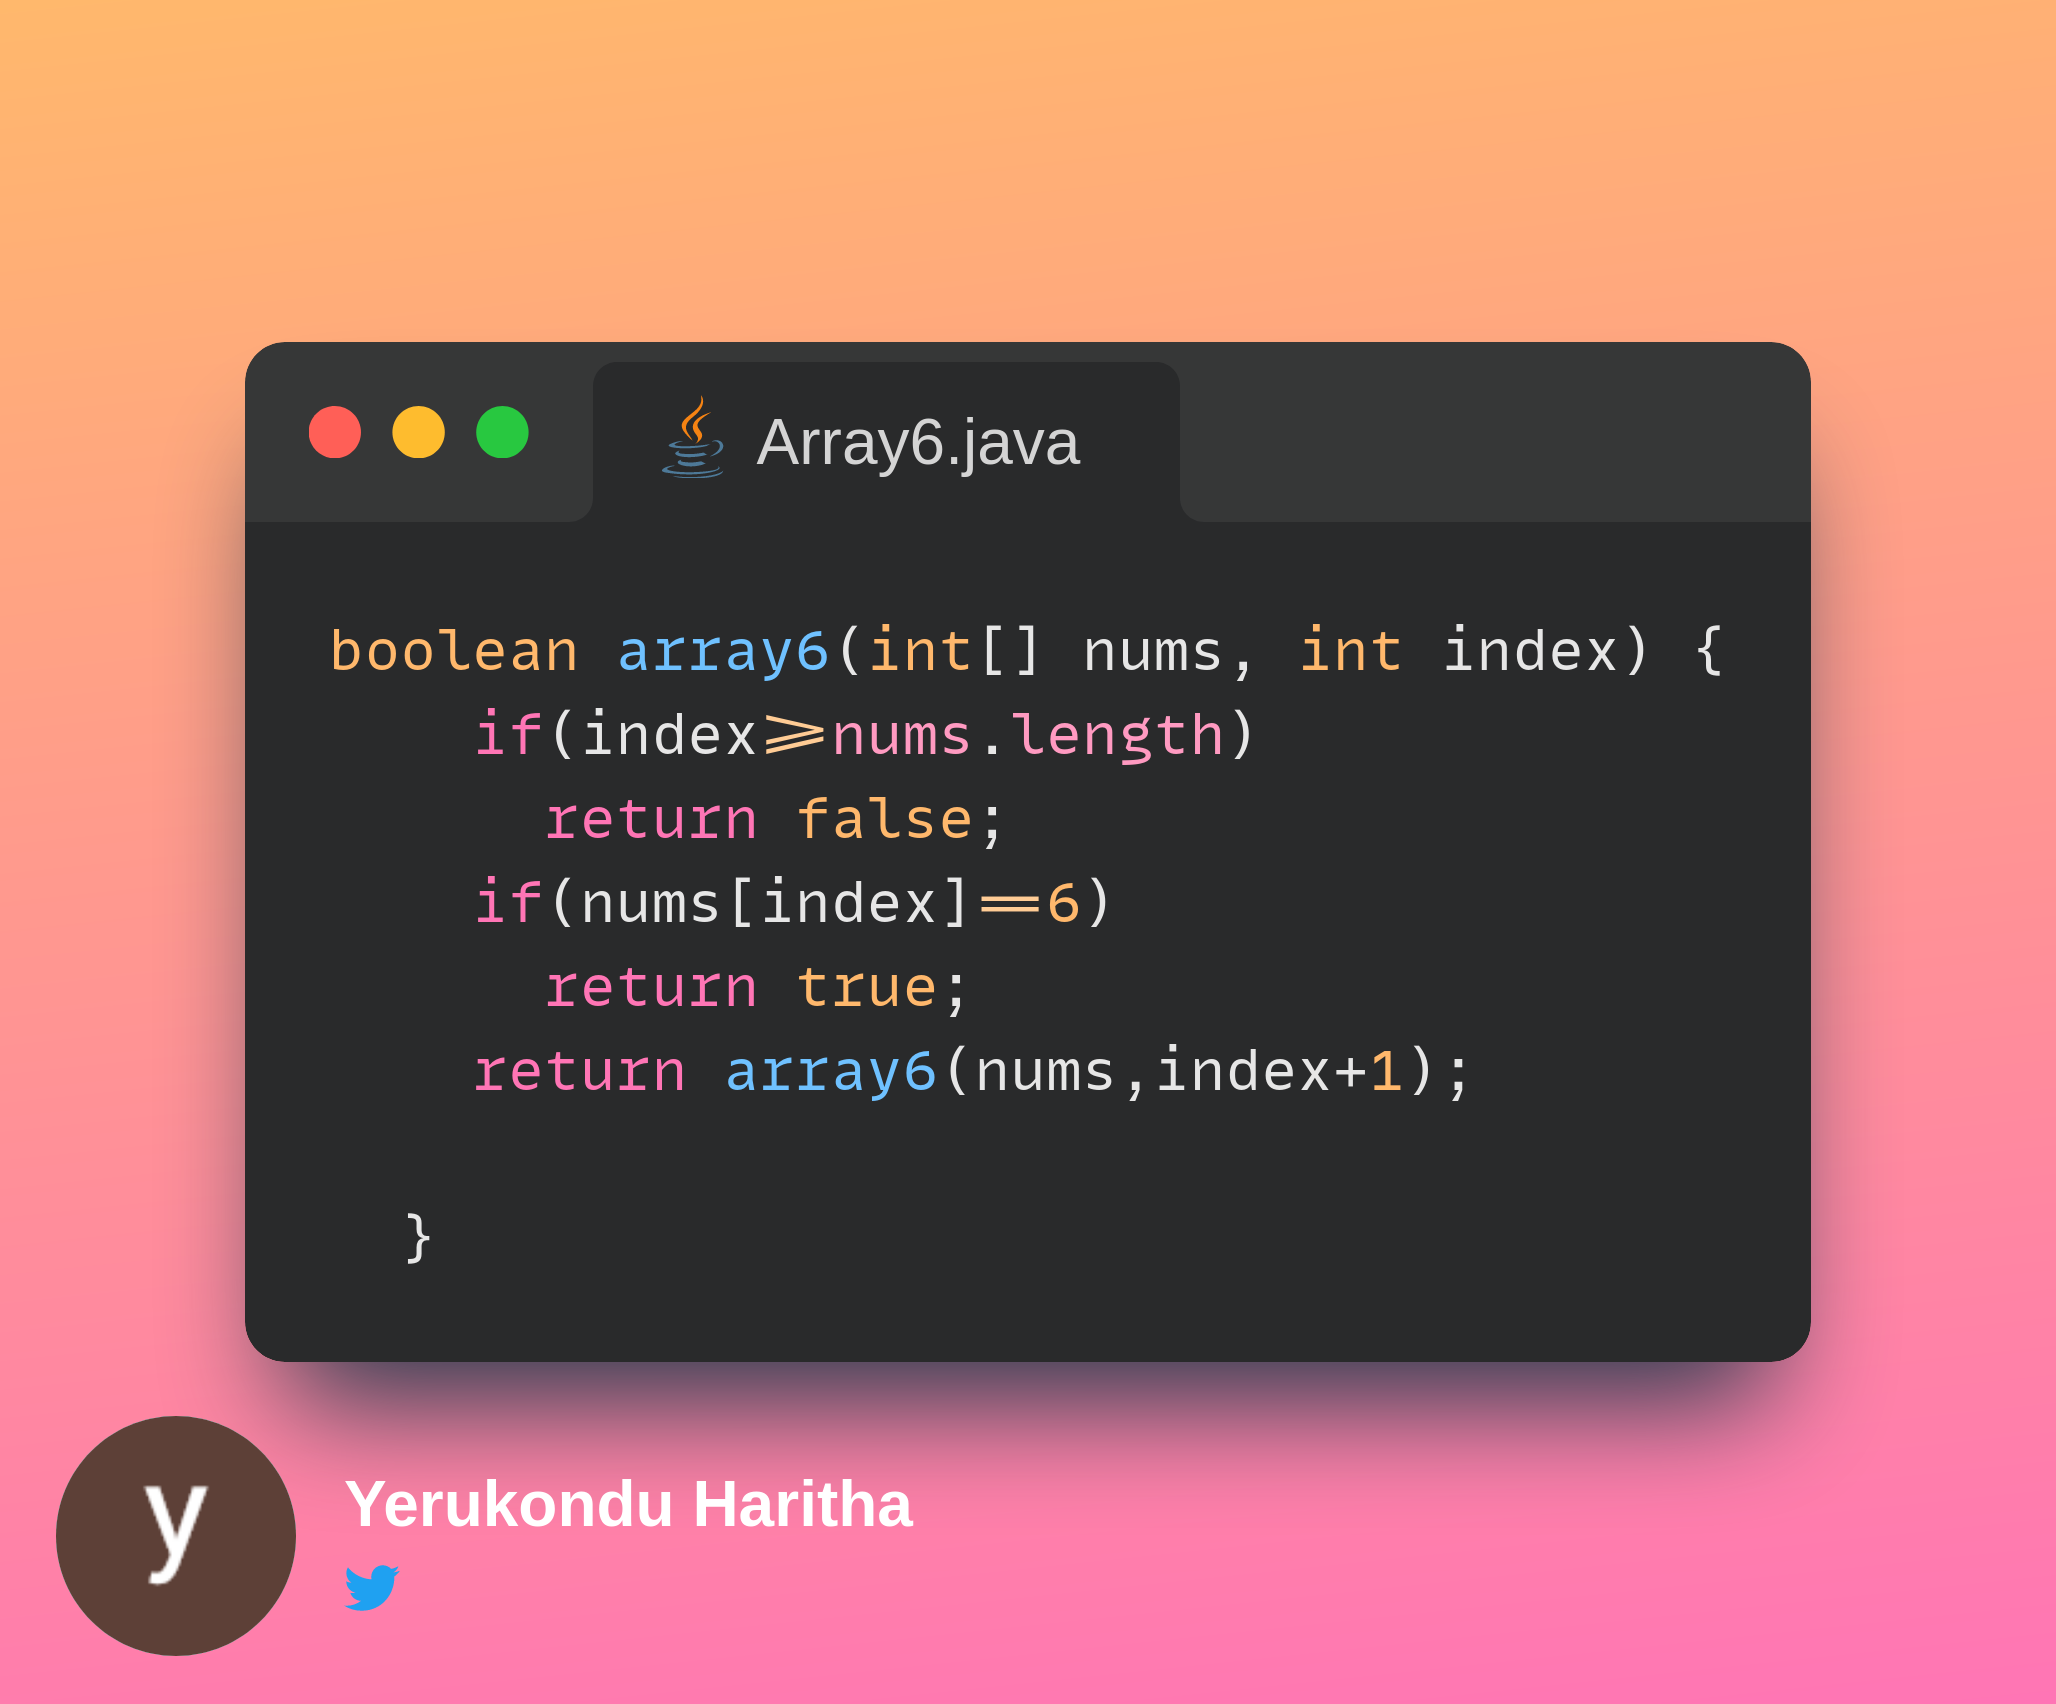 Array6.java
boolean array6(int[] nums, int index) {
    if(index>=nums.length)
      return false;
    if(nums[index]==6)
      return true;
    return array6(nums,index+1);
  }
y
Yerukondu Haritha